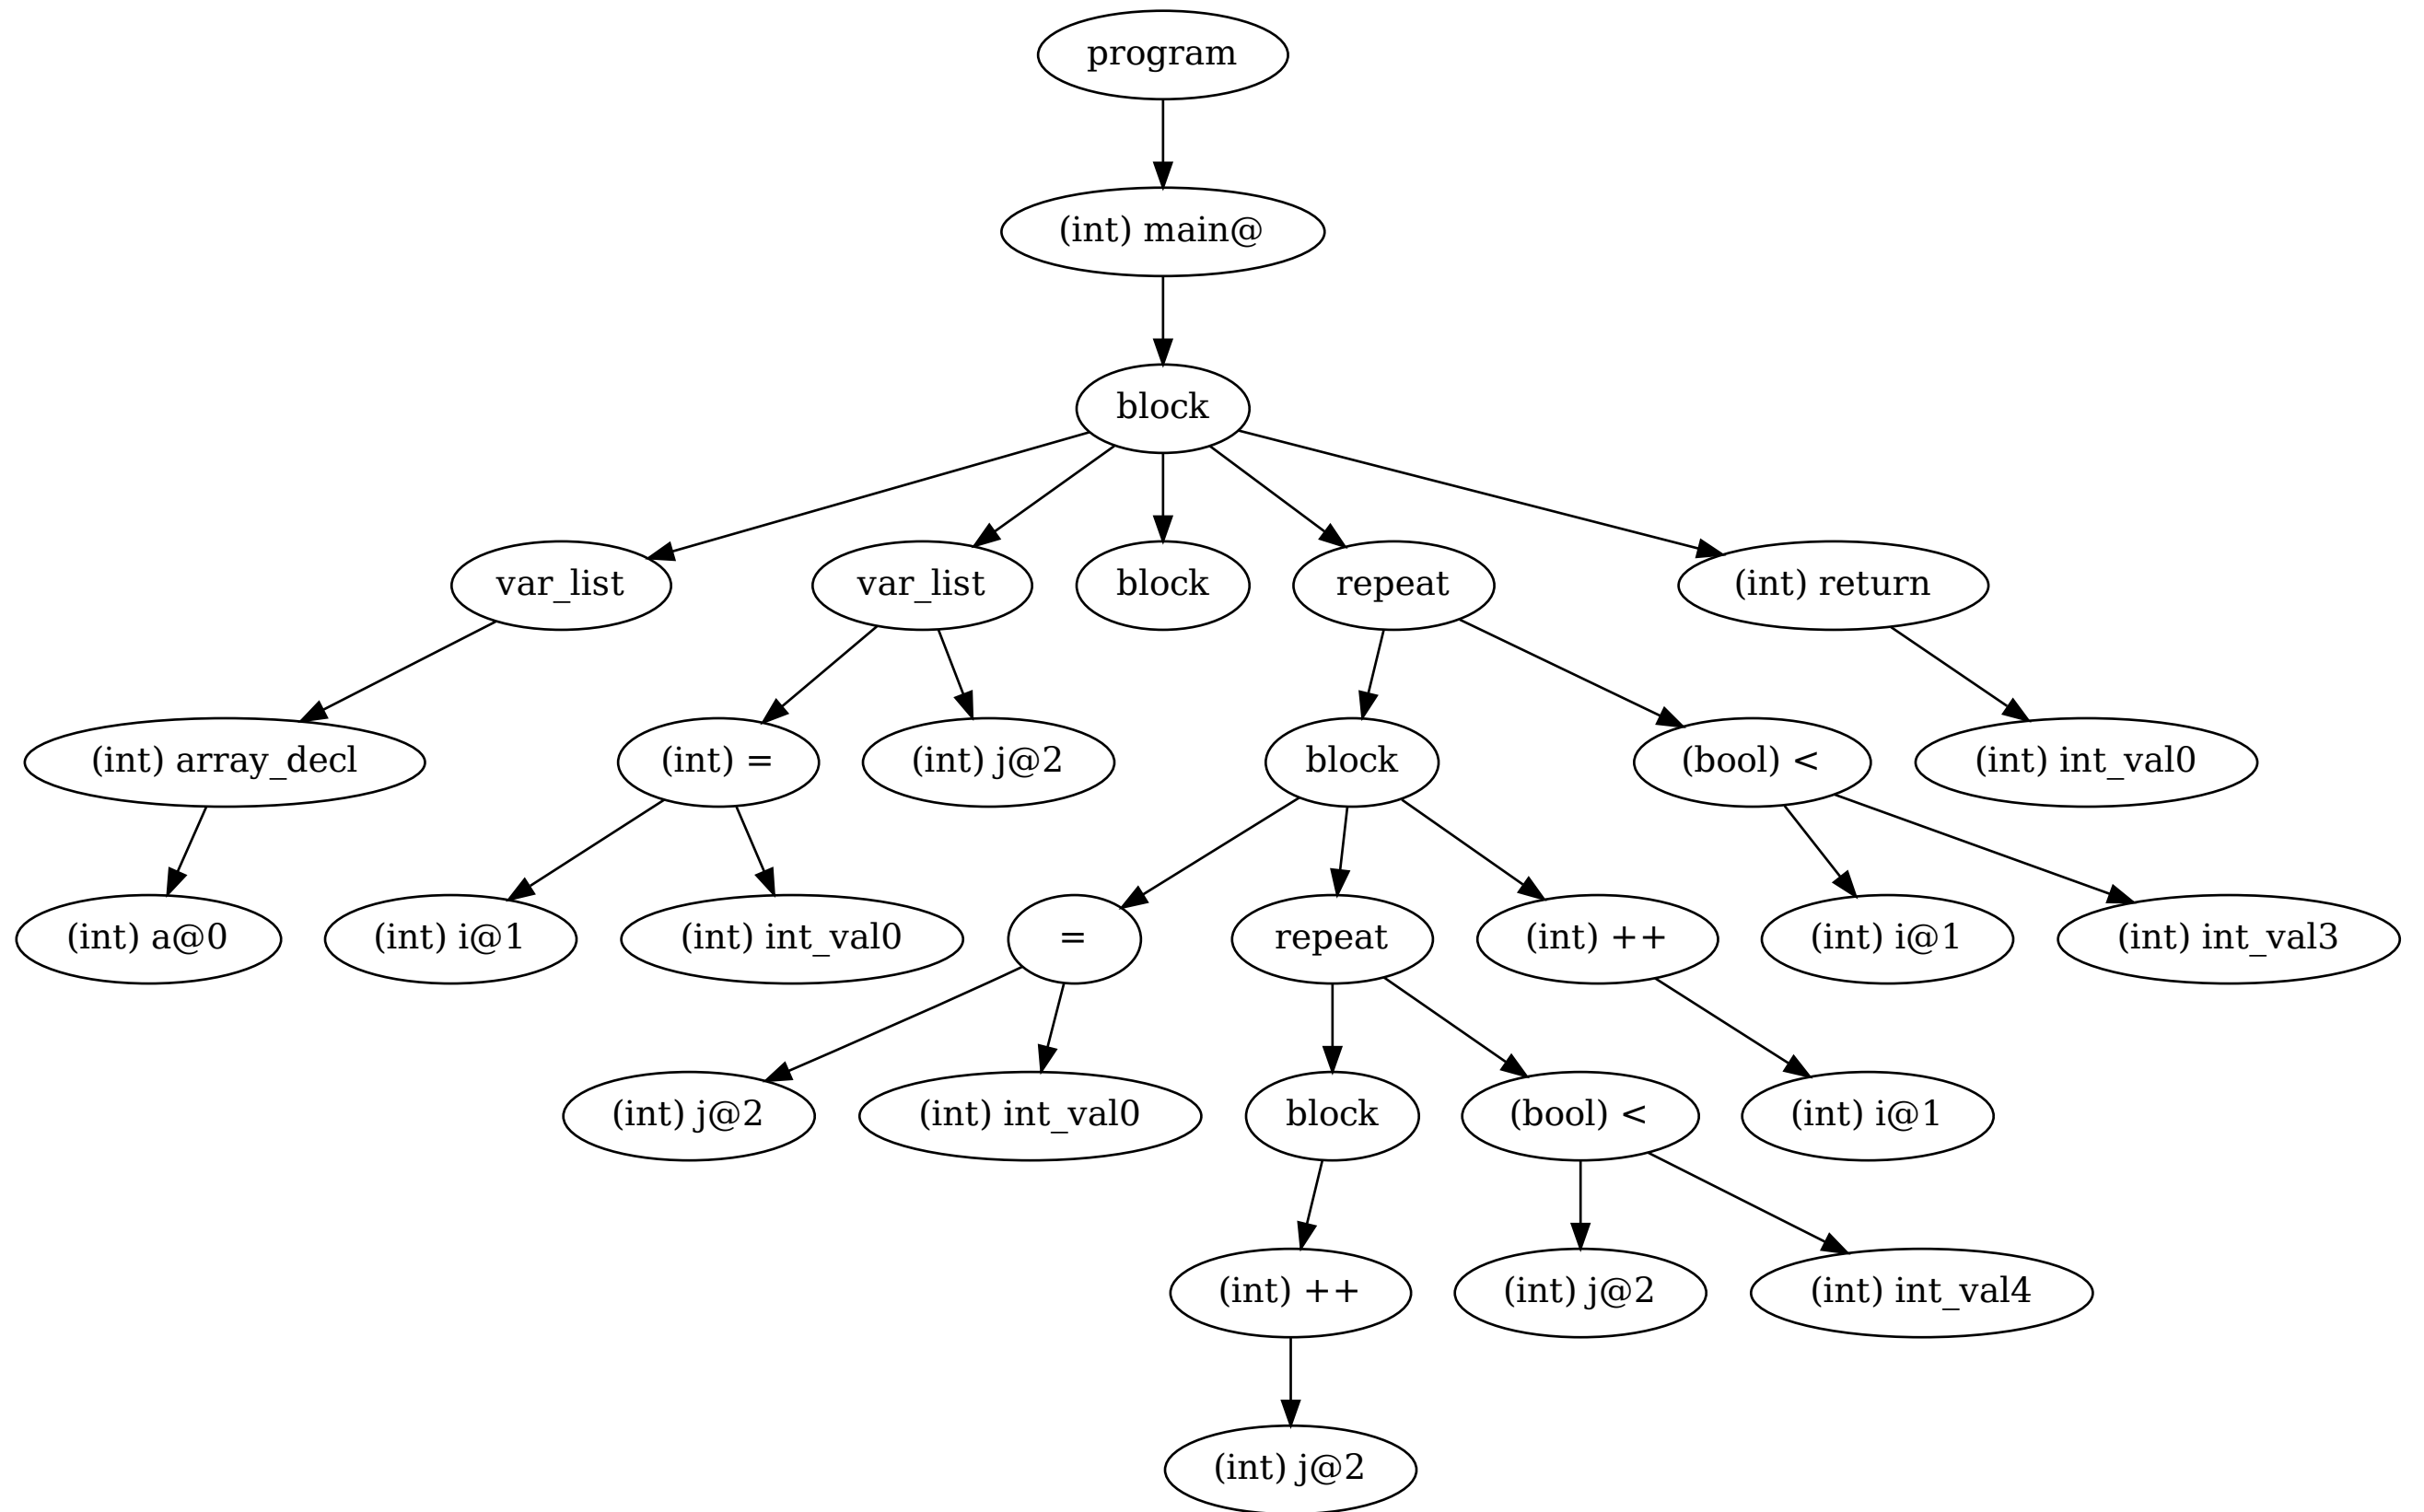 program
(int) main@
block
var_list
var_list
block
repeat
(int) return
(int) array_decl
(int) =
(int) j@2
block
(bool) <
(int) int_val0
(int) a@0
(int) i@1
(int) int_val0
=
repeat
(int) ++
(int) i@1
(int) int_val3
(int) j@2
(int) int_val0
block
(bool) <
(int) i@1
(int) ++
(int) j@2
(int) int_val4
(int) j@2